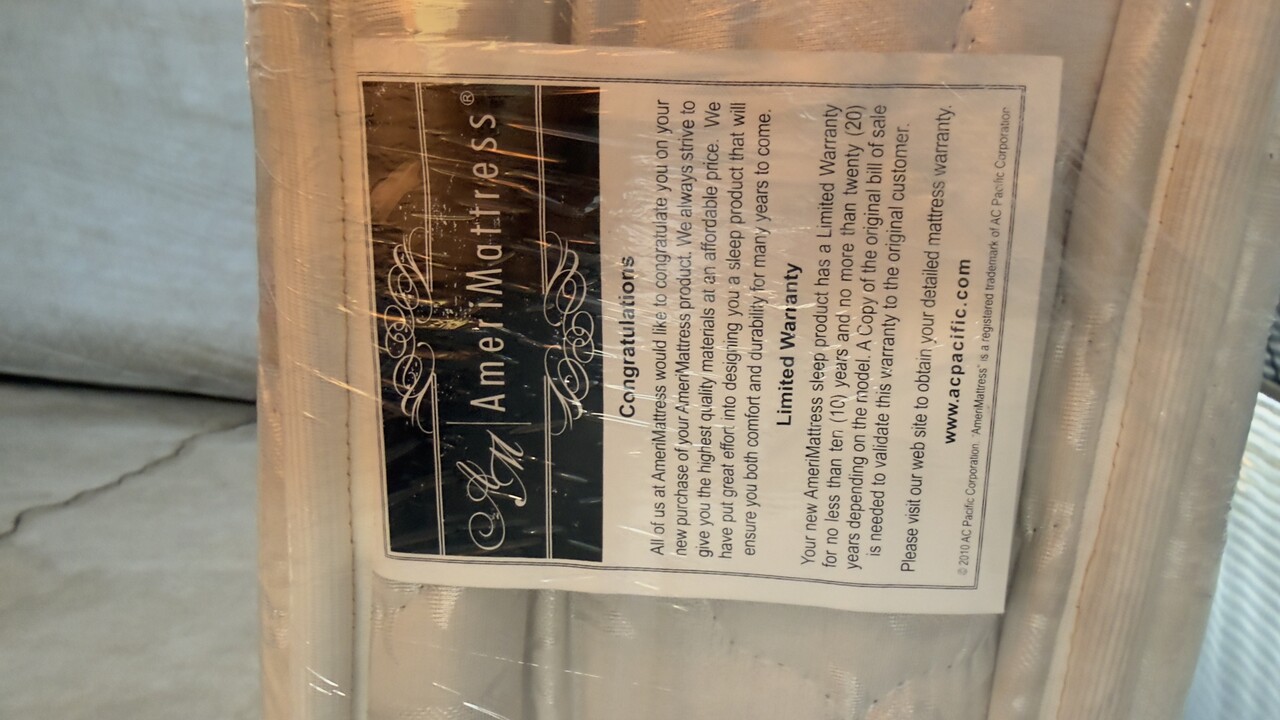 AM | AmeriMattress®
Congratulations
All of us at AmeriMattress would like to congratulate you on your
new purchase of your AmeriMattress product. We always strive to
give you the highest quality materials at an affordable price. We
have put great effort into designing you a sleep product that will
ensure you both comfort and durability for many years to come.
Limited Warranty
Your new AmeriMattress sleep product has a Limited Warranty
for no less than ten (10) years and no more than twenty (20)
years depending on the model. A Copy of the original bill of sale
is needed to validate this warranty to the original customer.
Please visit our web site to obtain your detailed mattress warranty.
www.acpacific.com
© 2010 AC Pacific Corporation "AmeriMattress" is a registered trademark of AC Pacific Corporation.